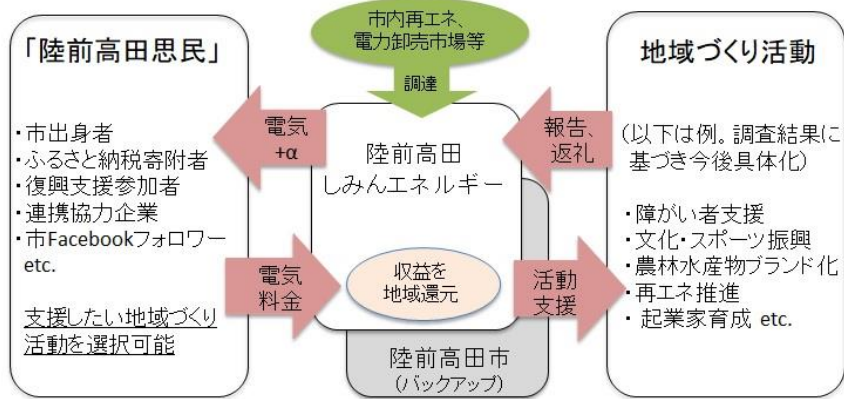 「陸前高田思民」
・市出身者
・ふるさと納税寄附者
・復興支援参加者
・連携協力企業
・市Facebookフォロワー
etc.
支援したい地域づくり
活動を選択可能
市内再エネ、
電力卸売市場等
調達
電気
+α
電気
料金
陸前高田
しみんエネルギー
収益を
地域還元
陸前高田市
(バックアップ)
報告、
返礼
活動
支援
地域づくり活動
(以下は例。調査結果に
基づき今後具体化)
・障がい者支援
・文化・スポーツ振興
・農林水産物ブランド化
・再エネ推進
・起業家育成 etc.